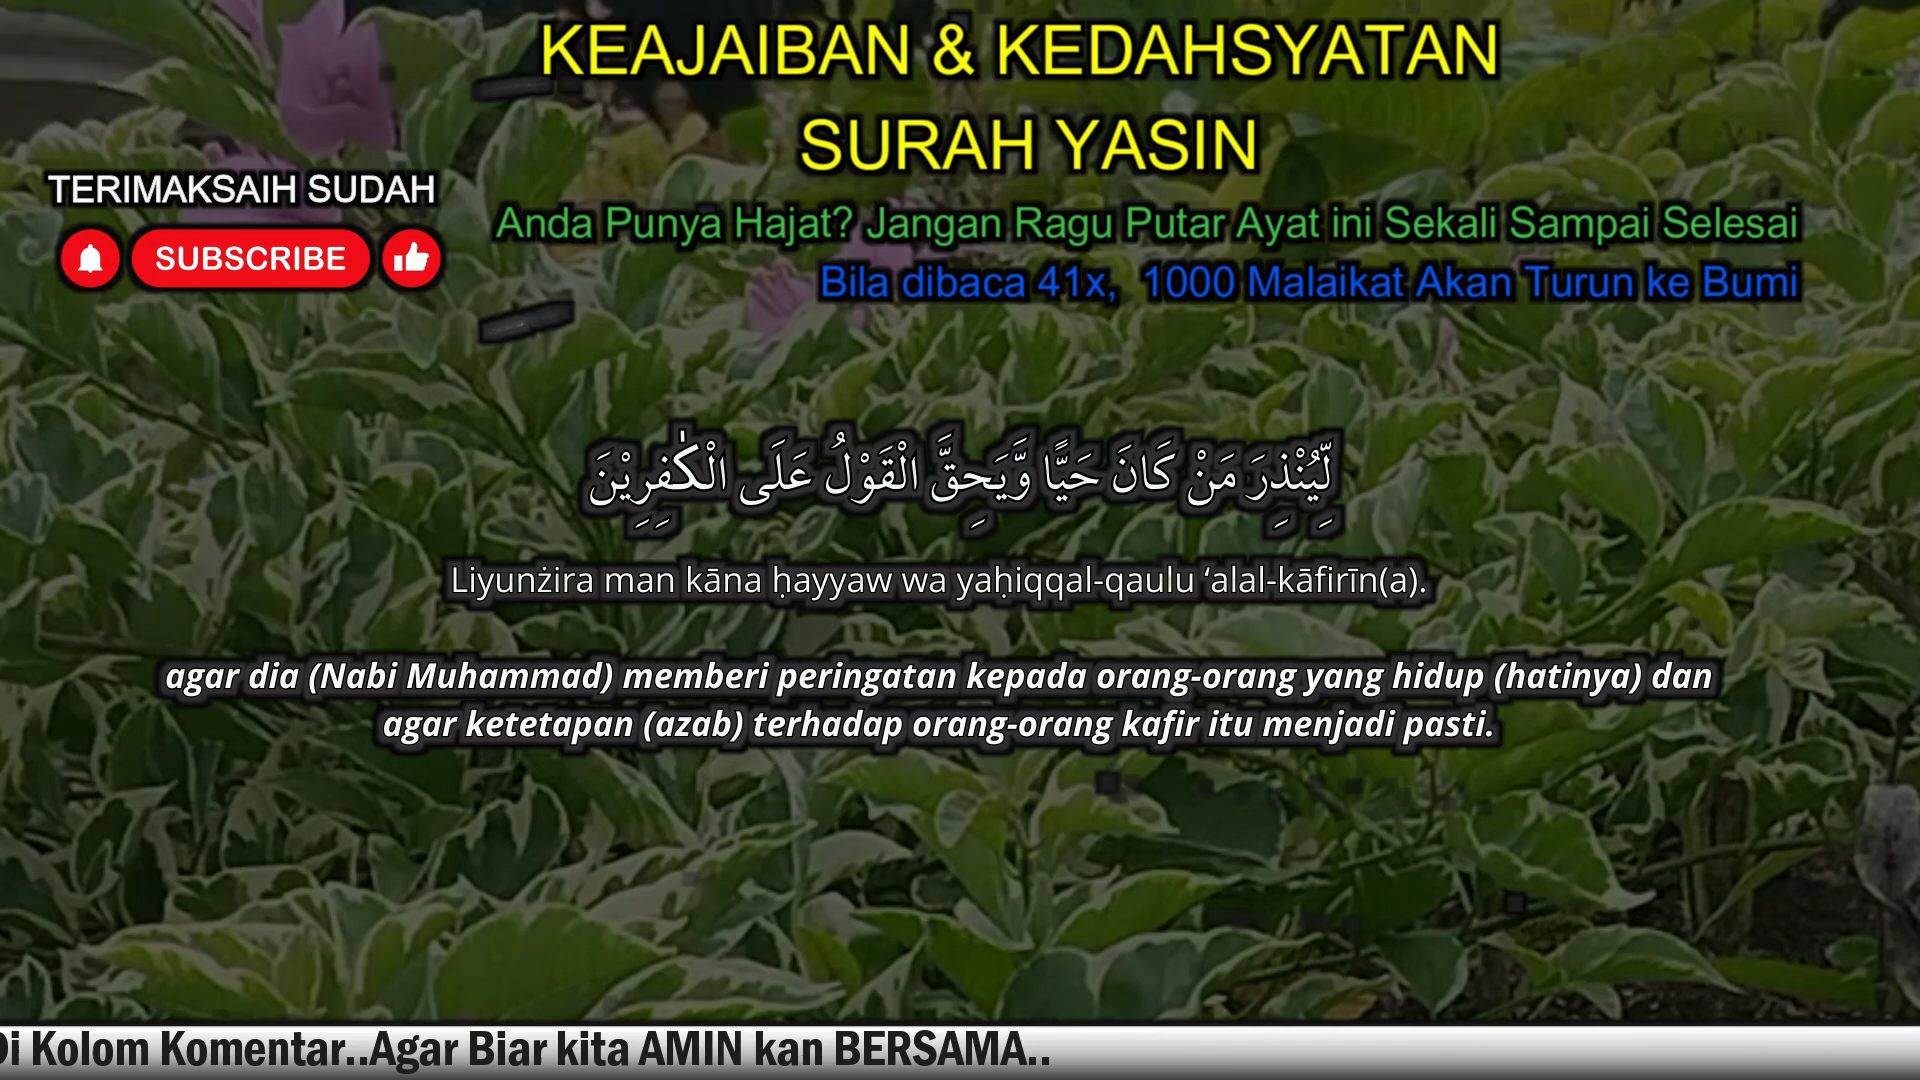 KEAJAIBAN & KEDAHSYATAN
SURAH YASIN
TERIMAKSAIH SUDAH
SUBSCRIBE
Anda Punya Hajat? Jangan Ragu Putar Ayat ini Sekali Sampai Selesai
Bila dibaca 41x, 1000 Malaikat Akan Turun ke Bumi
لِّيُنْذِرَ مَنْ كَانَ حَيًّا وَّيَحِقَّ الْقَوْلُ عَلَى الْكٰفِرِيْنَ
Liyunżira man kāna ḥayyaw wa yaḥiqqal-qaulu ‘alal-kāfirīn(a).
agar dia (Nabi Muhammad) memberi peringatan kepada orang-orang yang hidup (hatinya) dan
agar ketetapan (azab) terhadap orang-orang kafir itu menjadi pasti.
Di Kolom Komentar..Agar Biar kita AMIN kan BERSAMA..